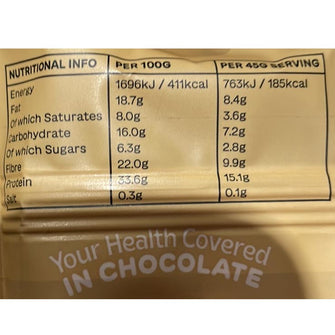 NUTRITIONAL INFO PER 100G PER 45G SERVING
Energy 1696kJ / 411kcal 763kJ / 185kcal
Fat 18.7g 8.4g
Of which Saturates 8.0g 3.6g
Carbohydrate 16.0g 7.2g
Of which Sugars 6.3g 2.8g
Fibre 22.0g 9.9g
Protein 33.6g 15.1g
Salt 0.3g 0.1g
Your Health Covered
IN CHOCOLATE